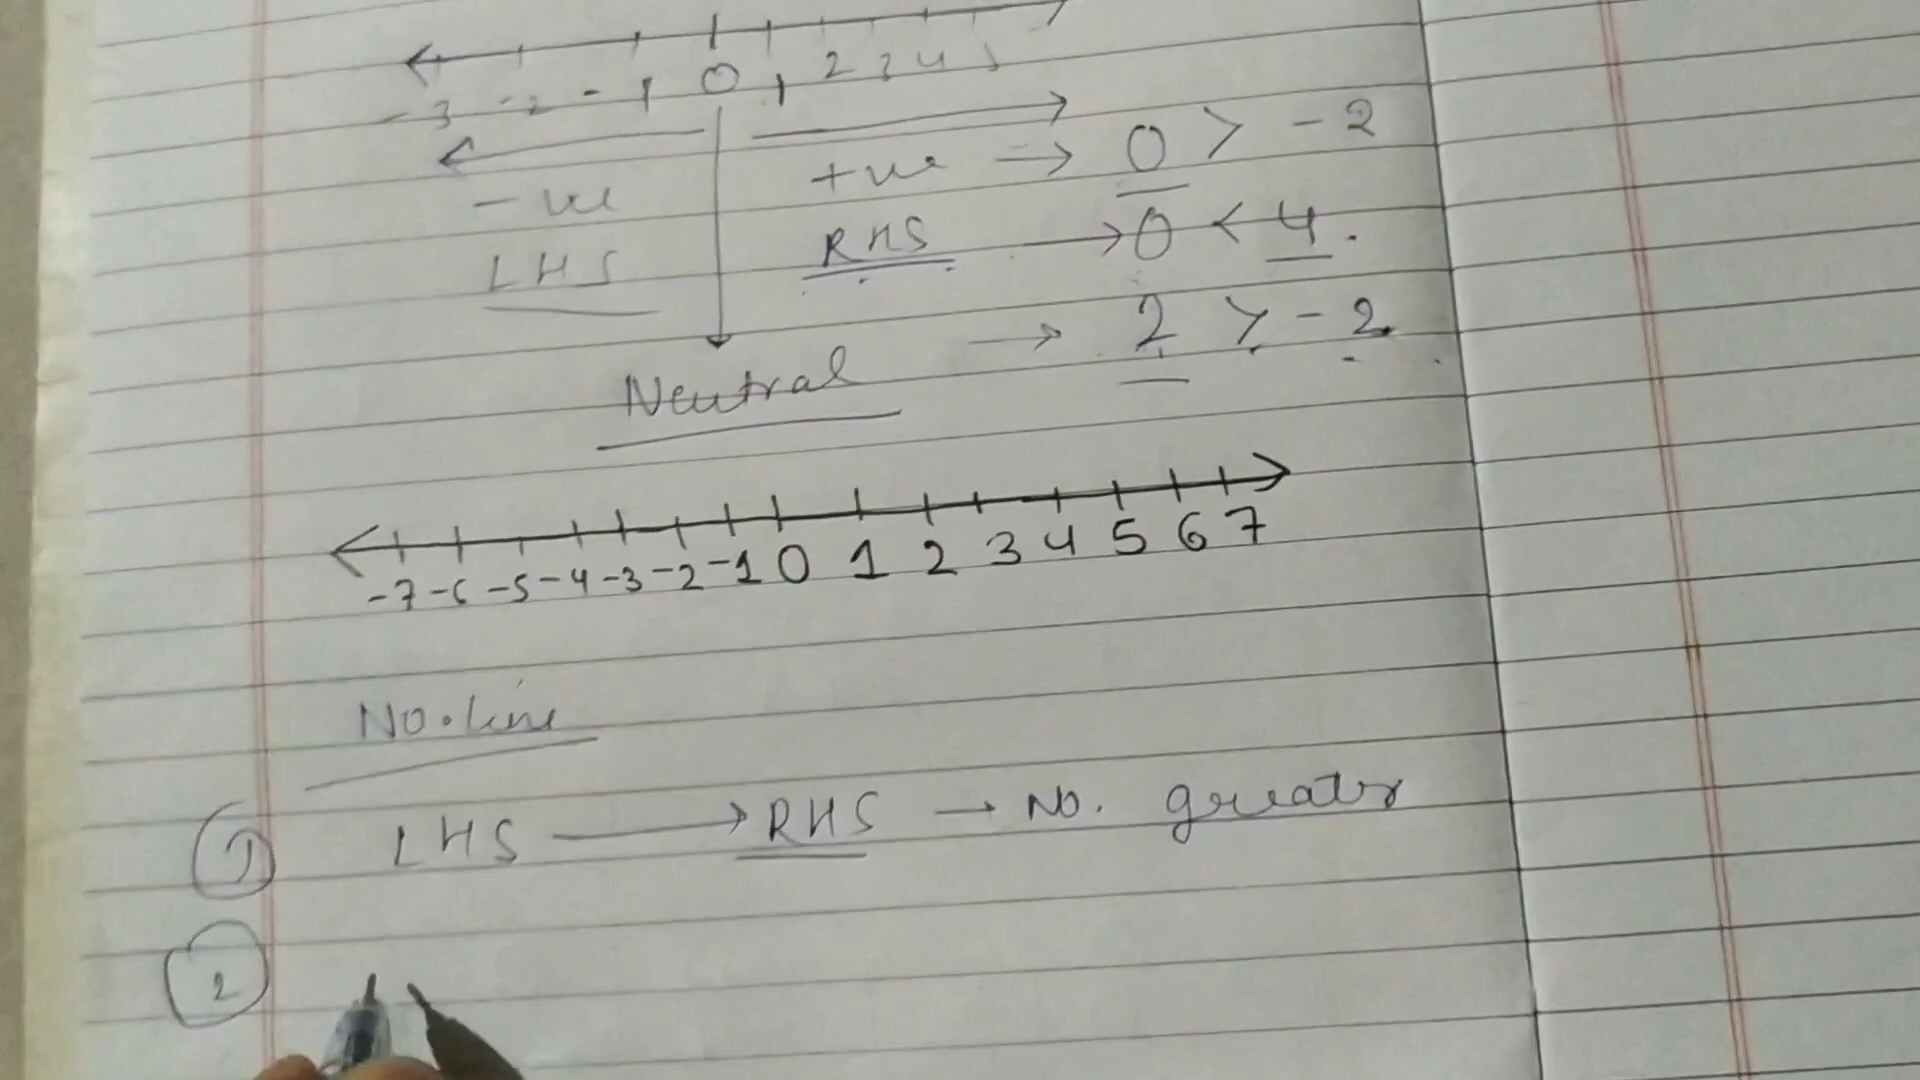 -3 -2 -1 0 1 2 3 4 5
-ve +ve → 0 > -2
LHS RHS → 0 < 4.
Neutral → 2 > -2
-7 -6 -5 -4 -3 -2 -1 0 1 2 3 4 5 6 7
No. line
1 LHS → RHS → No. greater
2